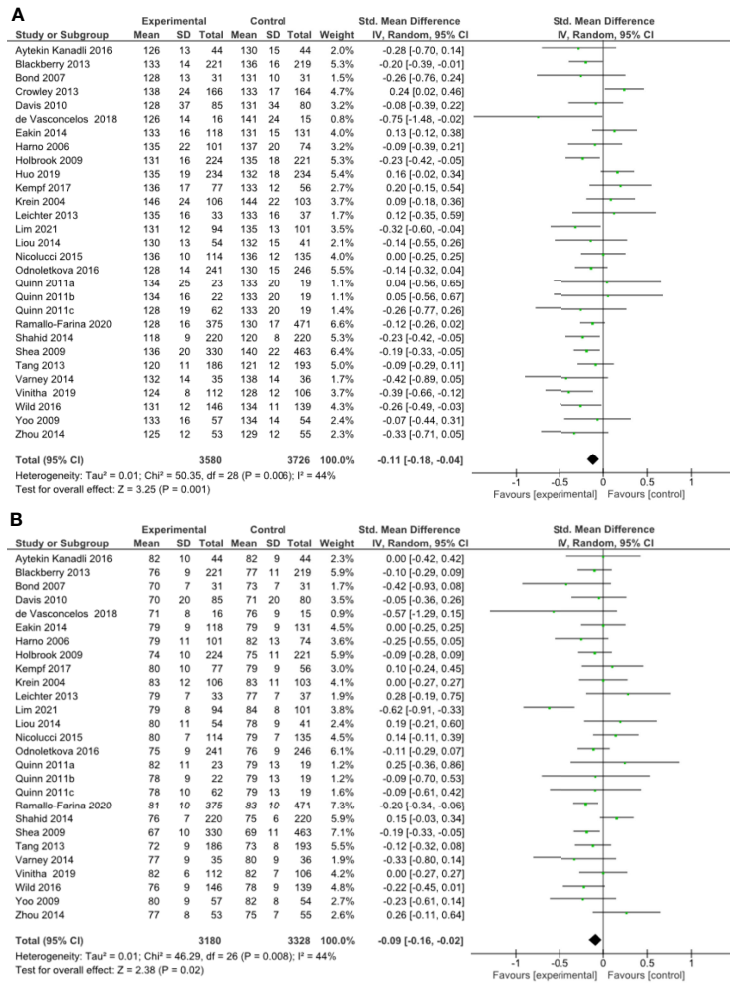 A
Experimental Control Std. Mean Difference Std. Mean Difference
Study or Subgroup Mean SD Total Mean SD Total Weight IV, Random, 95% CI IV, Random, 95% CI
Aytekin Kanadli 2016 126 13 44 130 15 44 2.0% -0.28 [-0.70, 0.14]
Blackberry 2013 133 14 221 136 16 219 5.0% -0.20 [-0.39, -0.01]
Bond 2007 128 13 31 131 10 31 1.5% -0.26 [-0.76, 0.24]
Crowley 2013 138 24 166 133 17 164 4.3% 0.24 [0.02, 0.46]
Davis 2010 128 37 85 131 34 80 2.9% -0.08 [-0.39, 0.22]
de Vasconcelos 2018 126 14 16 241 24 15 0.8% -0.75 [-1.48, -0.02]
Eakin 2014 133 16 118 131 15 131 3.7% 0.13 [-0.12, 0.38]
Harno 2006 135 22 101 137 20 74 3.0% -0.09 [-0.39, 0.21]
Holbrook 2009 131 16 224 135 18 221 5.0% -0.23 [-0.42, -0.05]
Huo 2019 135 19 234 132 18 234 5.1% 0.16 [-0.02, 0.34]
Kempf 2017 136 17 77 133 12 56 2.5% 0.20 [-0.15, 0.54]
Krein 2004 146 24 106 144 22 103 3.4% 0.09 [-0.18, 0.36]
Leichter 2013 135 16 33 133 16 37 1.6% 0.12 [-0.35, 0.59]
Lim 2021 131 12 94 135 13 101 3.2% -0.32 [-0.60, -0.04]
Liou 2014 130 13 54 132 15 41 2.0% -0.14 [-0.55, 0.26]
Nicolucci 2015 136 10 114 136 12 135 3.7% 0.00 [-0.25, 0.25]
Odnoletkova 2016 128 14 241 130 15 246 5.2% -0.14 [-0.32, 0.04]
Quinn 2011a 134 25 23 133 20 19 1.1% 0.04 [-0.56, 0.65]
Quinn 2011b 134 16 22 133 20 19 1.1% 0.05 [-0.56, 0.67]
Quinn 2011c 128 19 62 133 20 19 1.4% -0.26 [-0.77, 0.26]
Ramallo-Farina 2020 128 16 375 130 17 471 6.6% -0.12 [-0.26, 0.02]
Shahid 2014 118 9 220 120 8 220 5.0% -0.23 [-0.42, -0.05]
Shea 2009 136 20 330 140 22 463 6.4% -0.19 [-0.33, -0.05]
Tang 2013 120 11 186 121 12 193 4.6% -0.09 [-0.29, 0.11]
Varney 2014 132 14 35 138 14 36 1.6% -0.42 [-0.89, 0.05]
Vinitha 2019 124 8 112 128 12 106 3.4% -0.39 [-0.66, -0.12]
Wild 2016 131 12 146 134 11 139 4.0% -0.26 [-0.49, -0.03]
Yoo 2009 133 16 57 134 14 54 2.2% -0.07 [-0.44, 0.31]
Zhou 2014 125 12 53 129 12 55 2.2% -0.33 [-0.71, 0.05]
Total (95% CI) 3580 3726 100.0% -0.11 [-0.18, -0.04]
Heterogeneity: Tau² = 0.01; Chi² = 50.35, df = 28 (P = 0.006); I² = 44%
Test for overall effect: Z = 3.25 (P = 0.001)
-1 -0.5 0 0.5 1
Favours [experimental] Favours [control]
B
Experimental Control Std. Mean Difference Std. Mean Difference
Study or Subgroup Mean SD Total Mean SD Total Weight IV, Random, 95% CI IV, Random, 95% CI
Aytekin Kanadli 2016 82 10 44 82 9 44 2.3% 0.00 [-0.42, 0.42]
Blackberry 2013 76 9 221 77 11 219 5.9% -0.10 [-0.29, 0.09]
Bond 2007 70 7 31 73 7 31 1.7% -0.42 [-0.93, 0.08]
Davis 2010 70 20 85 71 20 80 3.5% -0.05 [-0.36, 0.26]
de Vasconcelos 2018 71 8 16 76 9 15 0.9% -0.57 [-1.29, 0.15]
Eakin 2014 79 9 118 79 9 131 4.4% 0.00 [-0.25, 0.25]
Harno 2006 79 11 101 82 13 74 3.6% -0.25 [-0.55, 0.05]
Holbrook 2009 74 10 224 75 11 221 5.9% -0.09 [-0.28, 0.09]
Kempf 2017 80 10 77 79 9 56 3.0% 0.10 [-0.24, 0.45]
Krein 2004 83 12 106 83 11 103 4.0% 0.00 [-0.27, 0.27]
Leichter 2013 79 7 33 77 7 37 1.9% 0.28 [-0.19, 0.75]
Lim 2021 79 8 94 84 8 101 3.7% -0.62 [-0.91, -0.33]
Liou 2014 80 11 54 78 9 41 2.4% 0.19 [-0.21, 0.60]
Nicolucci 2015 80 7 114 79 7 135 4.4% 0.14 [-0.11, 0.39]
Odnoletkova 2016 75 9 241 76 9 246 6.1% -0.11 [-0.29, 0.07]
Quinn 2011a 82 11 23 79 13 19 1.2% 0.25 [-0.36, 0.86]
Quinn 2011b 78 9 22 79 13 19 1.2% -0.09 [-0.70, 0.53]
Quinn 2011c 78 10 62 79 13 19 1.6% -0.09 [-0.61, 0.42]
Ramallo-Farina 2020 81 10 375 83 10 471 7.3% -0.20 [-0.34, -0.06]
Shahid 2014 76 7 220 75 6 220 5.8% 0.15 [-0.03, 0.34]
Shea 2009 67 10 330 69 11 463 7.2% -0.19 [-0.33, -0.05]
Tang 2013 72 9 186 73 8 193 5.5% -0.12 [-0.32, 0.08]
Varney 2014 77 9 35 80 9 36 1.9% -0.33 [-0.80, 0.14]
Vinitha 2019 82 6 112 82 7 106 4.1% 0.00 [-0.27, 0.27]
Wild 2016 76 9 146 78 9 139 4.8% -0.22 [-0.45, 0.01]
Yoo 2009 80 9 57 82 8 54 2.7% -0.23 [-0.61, 0.14]
Zhou 2014 77 8 53 75 7 55 2.6% 0.26 [-0.11, 0.64]
Total (95% CI) 3180 3328 100.0% -0.09 [-0.16, -0.02]
Heterogeneity: Tau² = 0.01; Chi² = 46.29, df = 26 (P = 0.008); I² = 44%
Test for overall effect: Z = 2.38 (P = 0.02)
-1 -0.5 0 0.5 1
Favours [experimental] Favours [control]